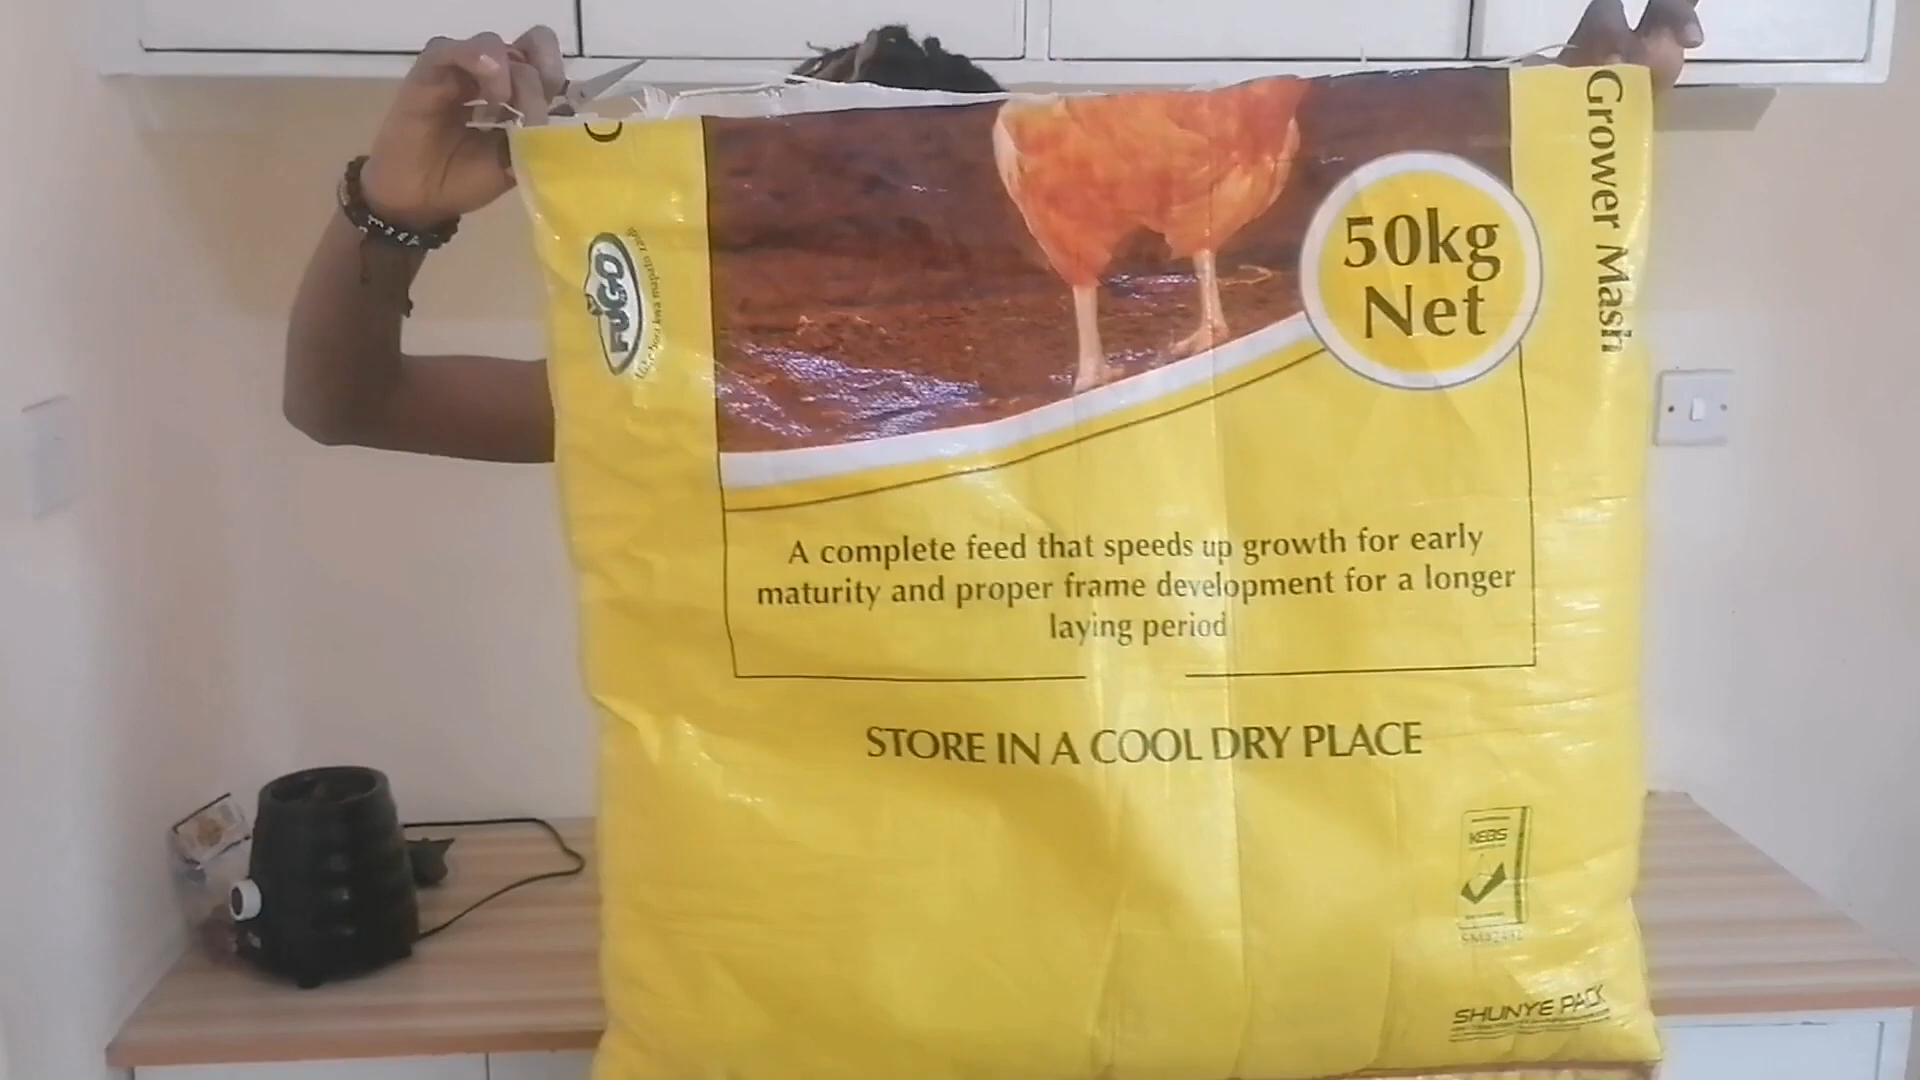 Grower Mash
50kg
Net
FUGO
A complete feed that speeds up growth for early
maturity and proper frame development for a longer
laying period
STORE IN A COOL DRY PLACE
KEBS
SHUNYE PACK